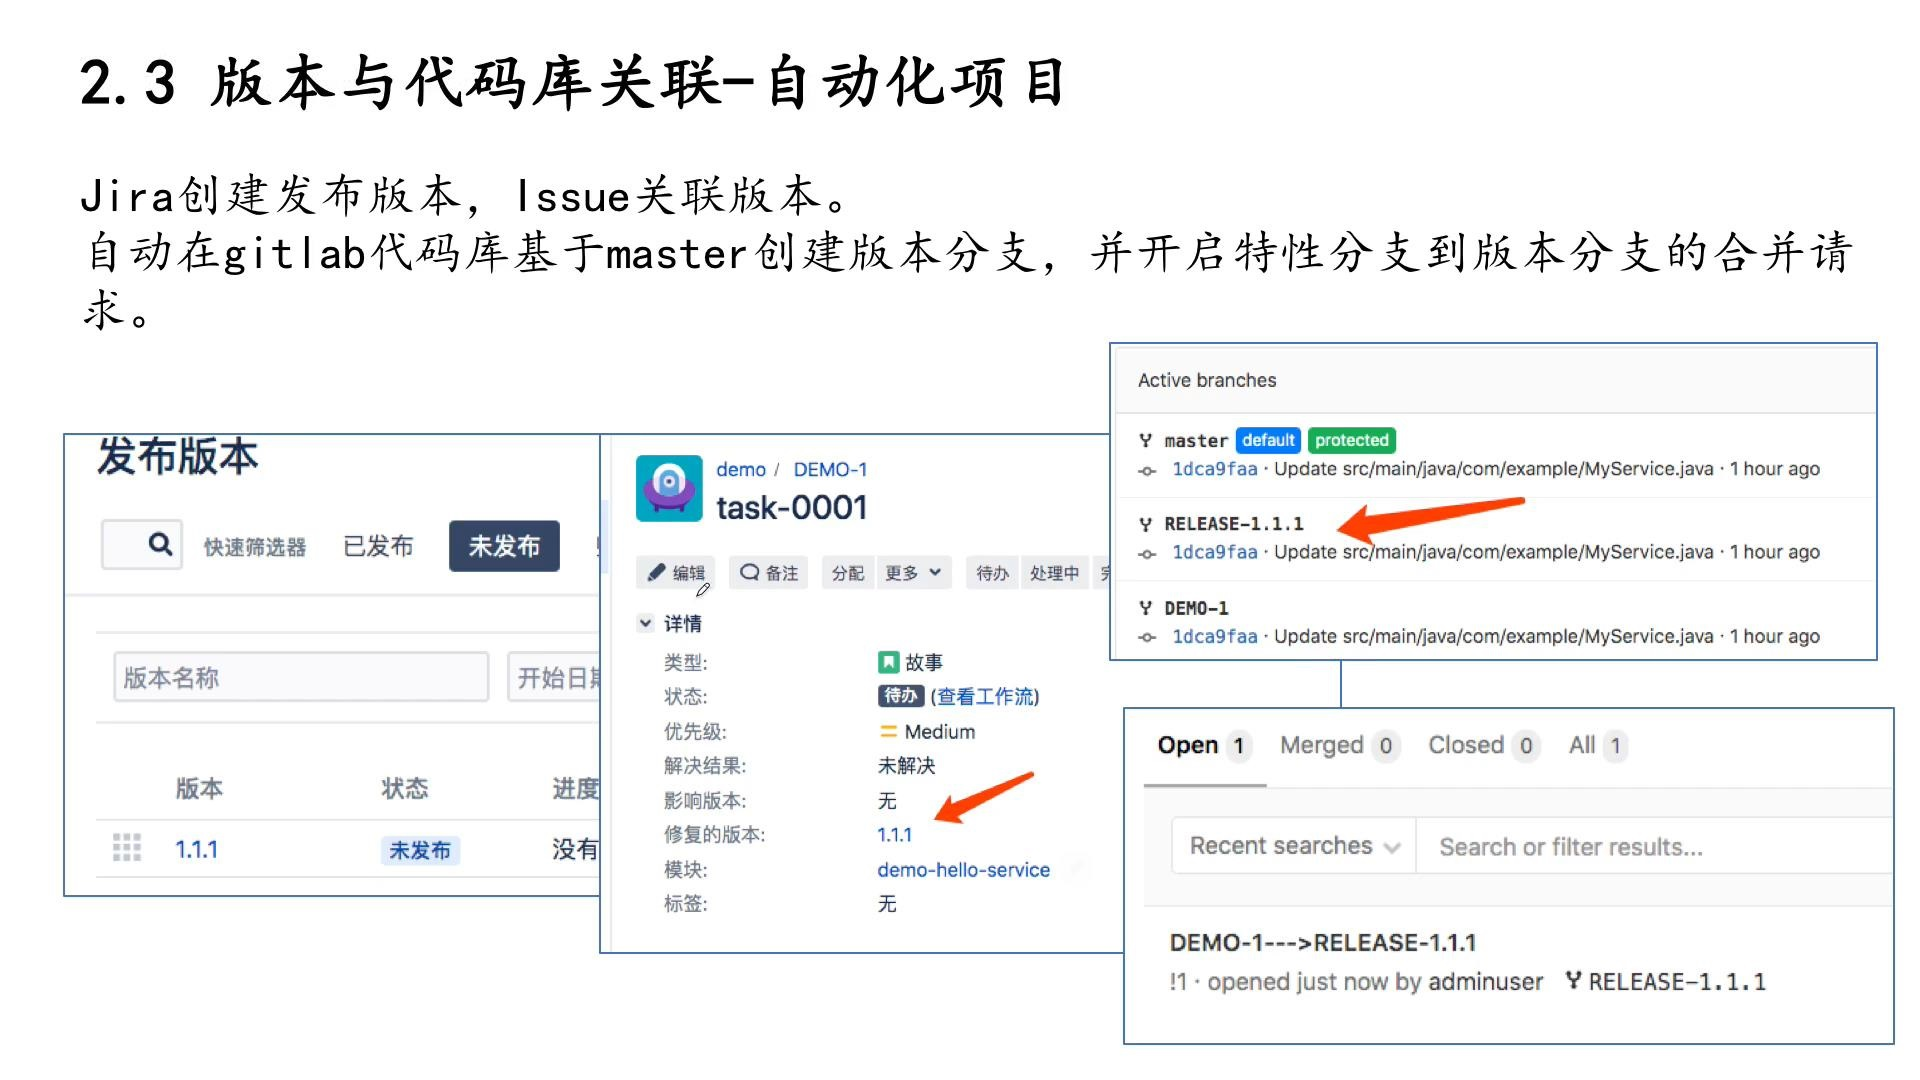 2.3 版本与代码库关联-自动化项目
Jira创建发布版本，Issue关联版本。
自动在gitlab代码库基于master创建版本分支，并开启特性分支到版本分支的合并请
求。
发布版本
快速筛选器 已发布 未发布
版本名称 开始日期
版本 状态 进度
1.1.1 未发布 没有
demo / DEMO-1
task-0001
编辑 备注 分配 更多 待办 处理中
详情
类型: 故事
状态: 待办 (查看工作流)
优先级: Medium
解决结果: 未解决
影响版本: 无
修复的版本: 1.1.1
模块: demo-hello-service
标签: 无
Active branches
master default protected
1dca9faa · Update src/main/java/com/example/MyService.java · 1 hour ago
RELEASE-1.1.1
1dca9faa · Update src/main/java/com/example/MyService.java · 1 hour ago
DEMO-1
1dca9faa · Update src/main/java/com/example/MyService.java · 1 hour ago
Open 1 Merged 0 Closed 0 All 1
Recent searches Search or filter results...
DEMO-1--->RELEASE-1.1.1
!1 · opened just now by adminuser RELEASE-1.1.1